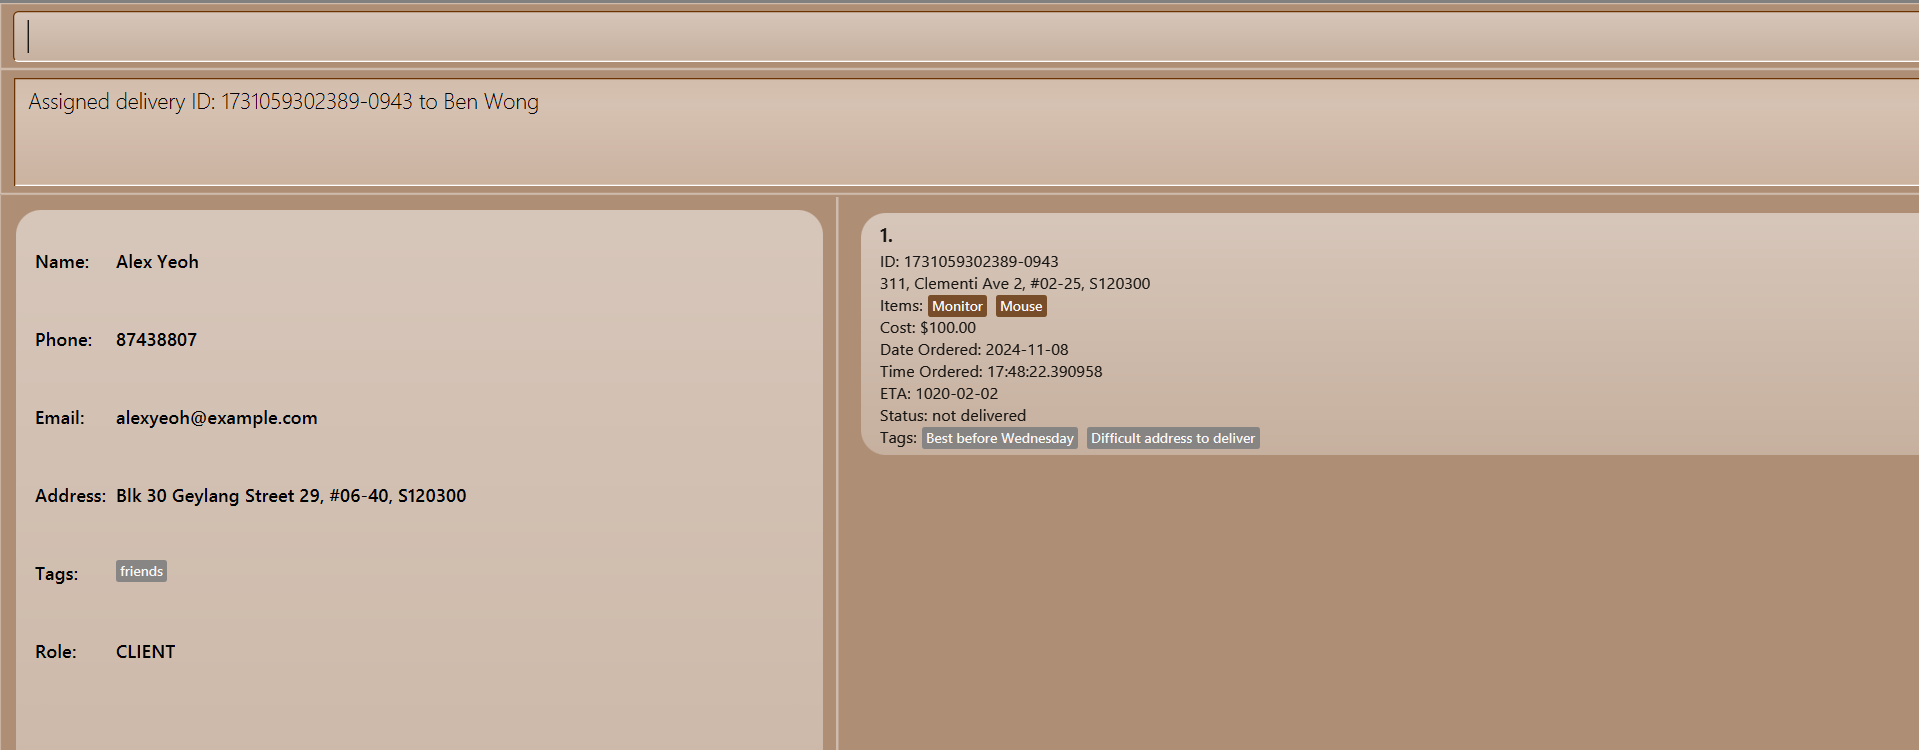 Assigned delivery ID: 1731059302389-0943 to Ben Wong
Name: Alex Yeoh
Phone: 87438807
Email: alexyeoh@example.com
Address: Blk 30 Geylang Street 29, #06-40, S120300
Tags: friends
Role: CLIENT
1.
ID: 1731059302389-0943
311, Clementi Ave 2, #02-25, S120300
Items: Monitor Mouse
Cost: $100.00
Date Ordered: 2024-11-08
Time Ordered: 17:48:22.390958
ETA: 1020-02-02
Status: not delivered
Tags: Best before Wednesday Difficult address to deliver